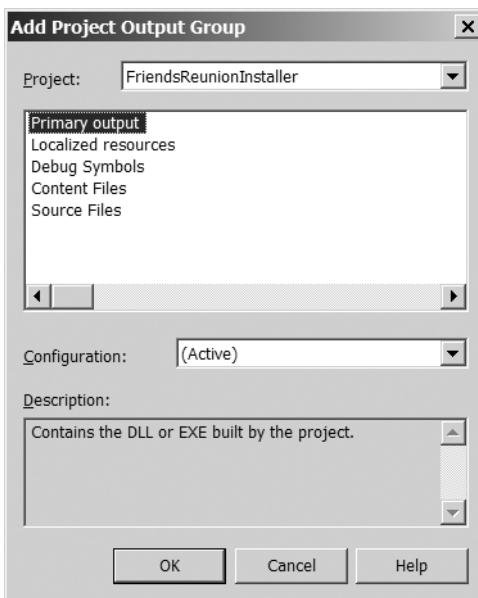 Add Project Output Group
Project: FriendsReunionInstaller
Primary output
Localized resources
Debug Symbols
Content Files
Source Files
Configuration: (Active)
Description:
Contains the DLL or EXE built by the project.
OK Cancel Help